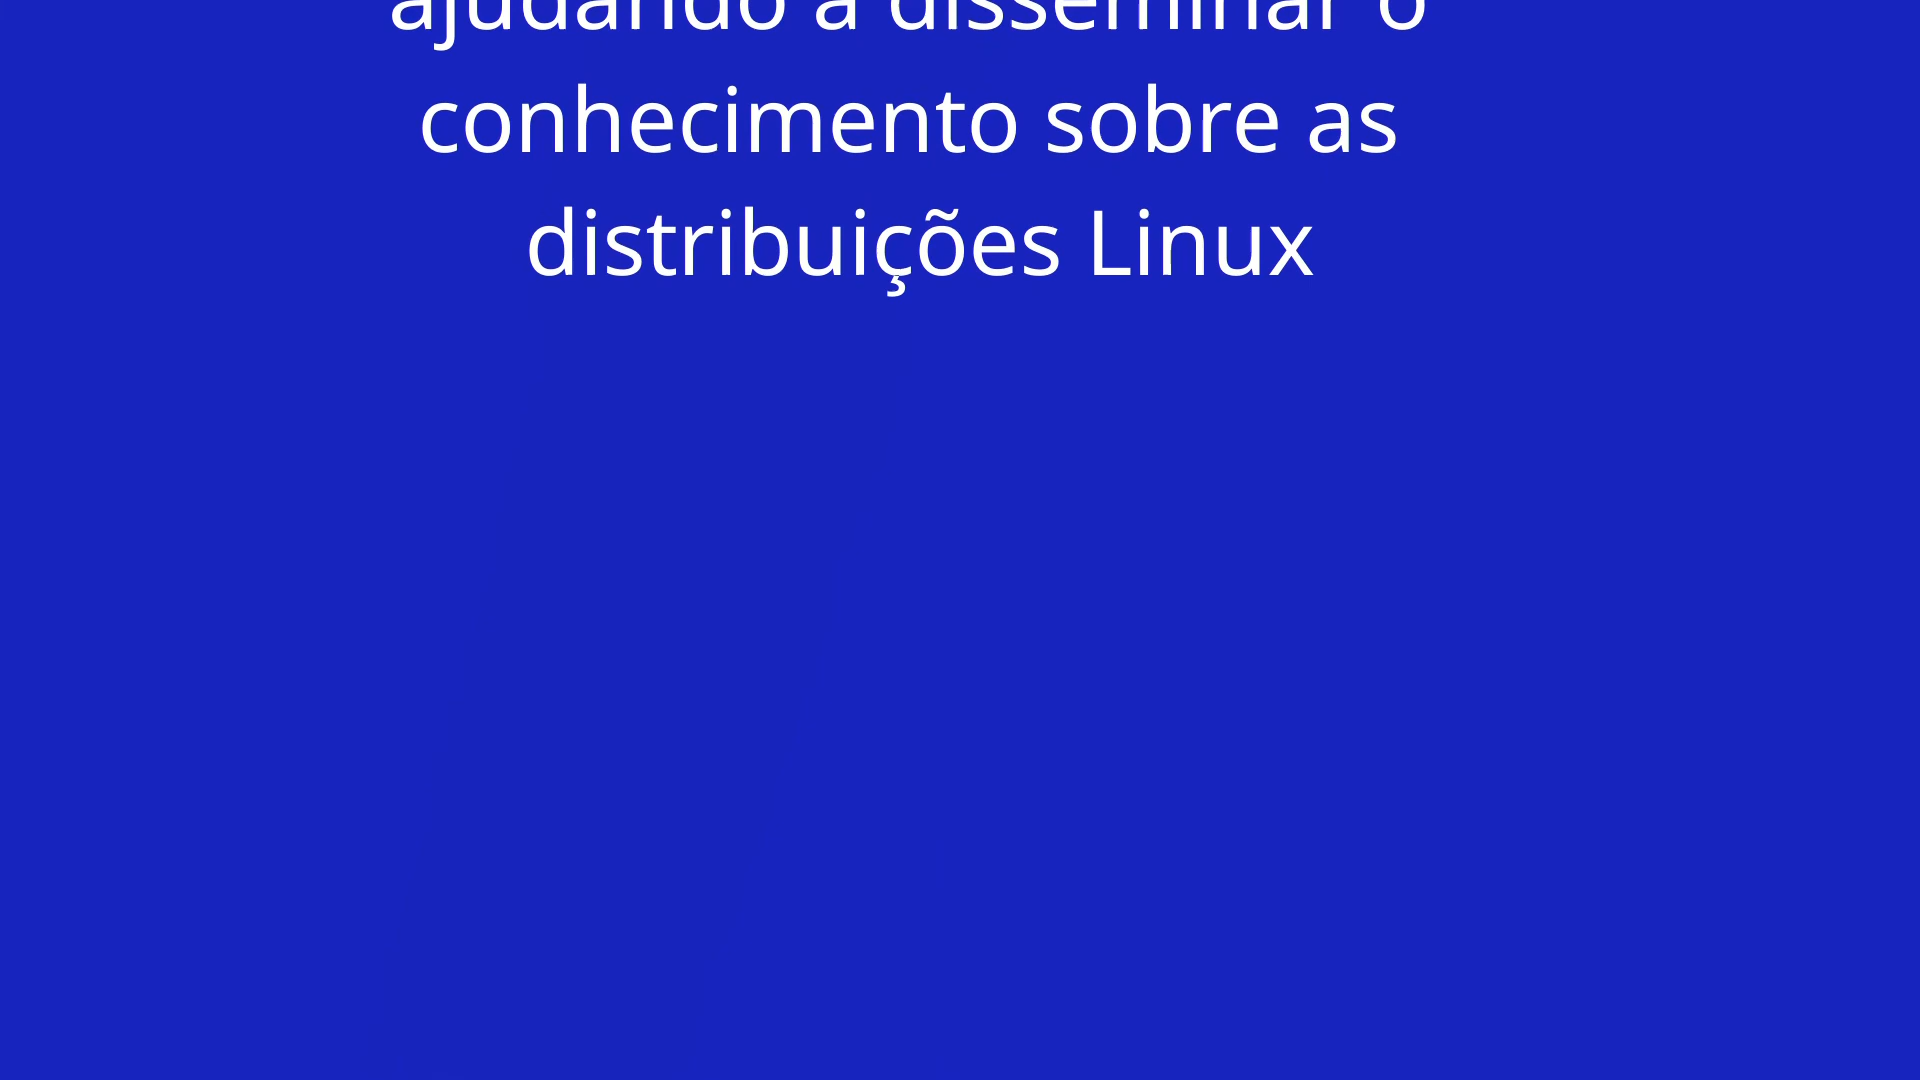 ajudando a disseminar o
conhecimento sobre as
distribuições Linux